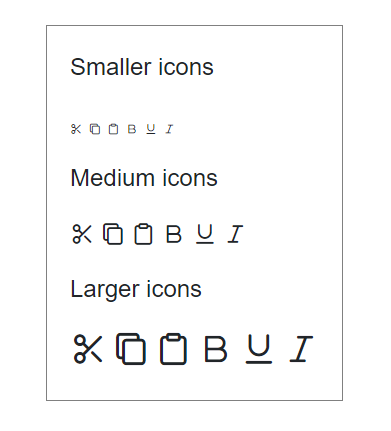 Smaller icons
B U I
Medium icons
B U I
Larger icons
B U I